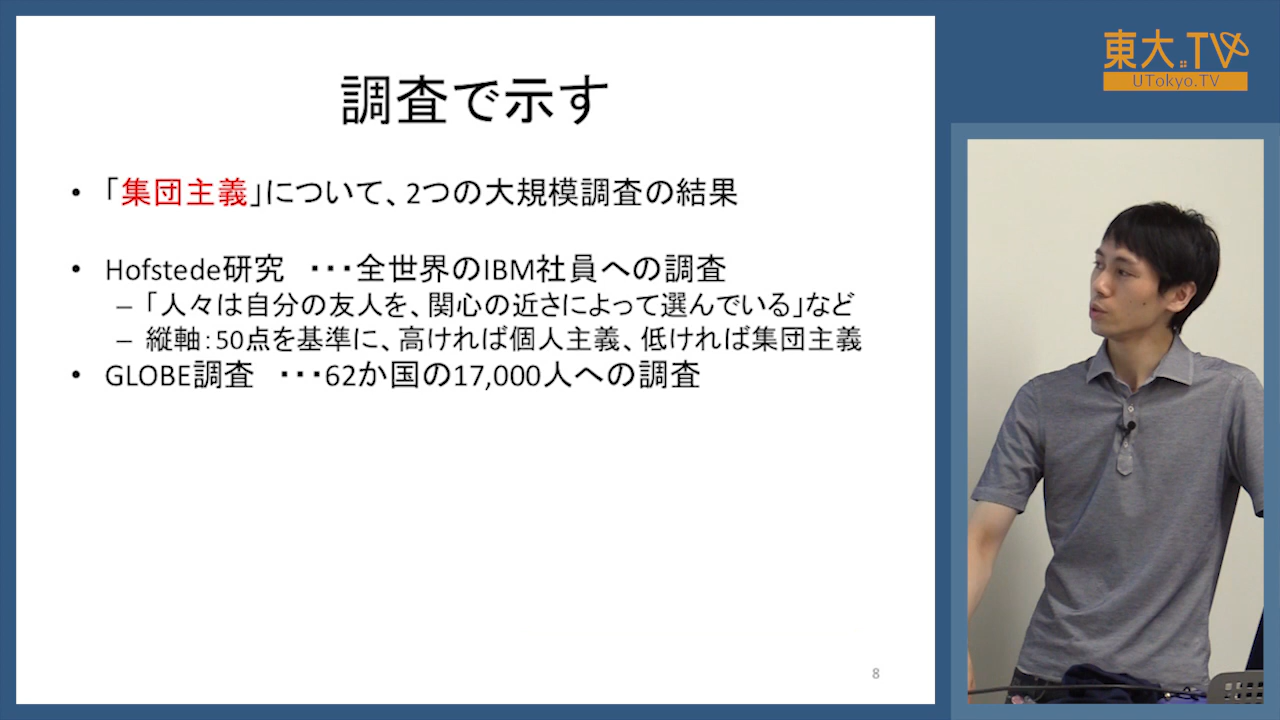 調査で示す
• 「集団主義」について、2つの大規模調査の結果
• Hofstede研究　・・・全世界のIBM社員への調査
– 「人々は自分の友人を、関心の近さによって選んでいる」など
– 縦軸：50点を基準に、高ければ個人主義、低ければ集団主義
• GLOBE調査　・・・62か国の17,000人への調査
8
東大.TV
UTokyo.TV